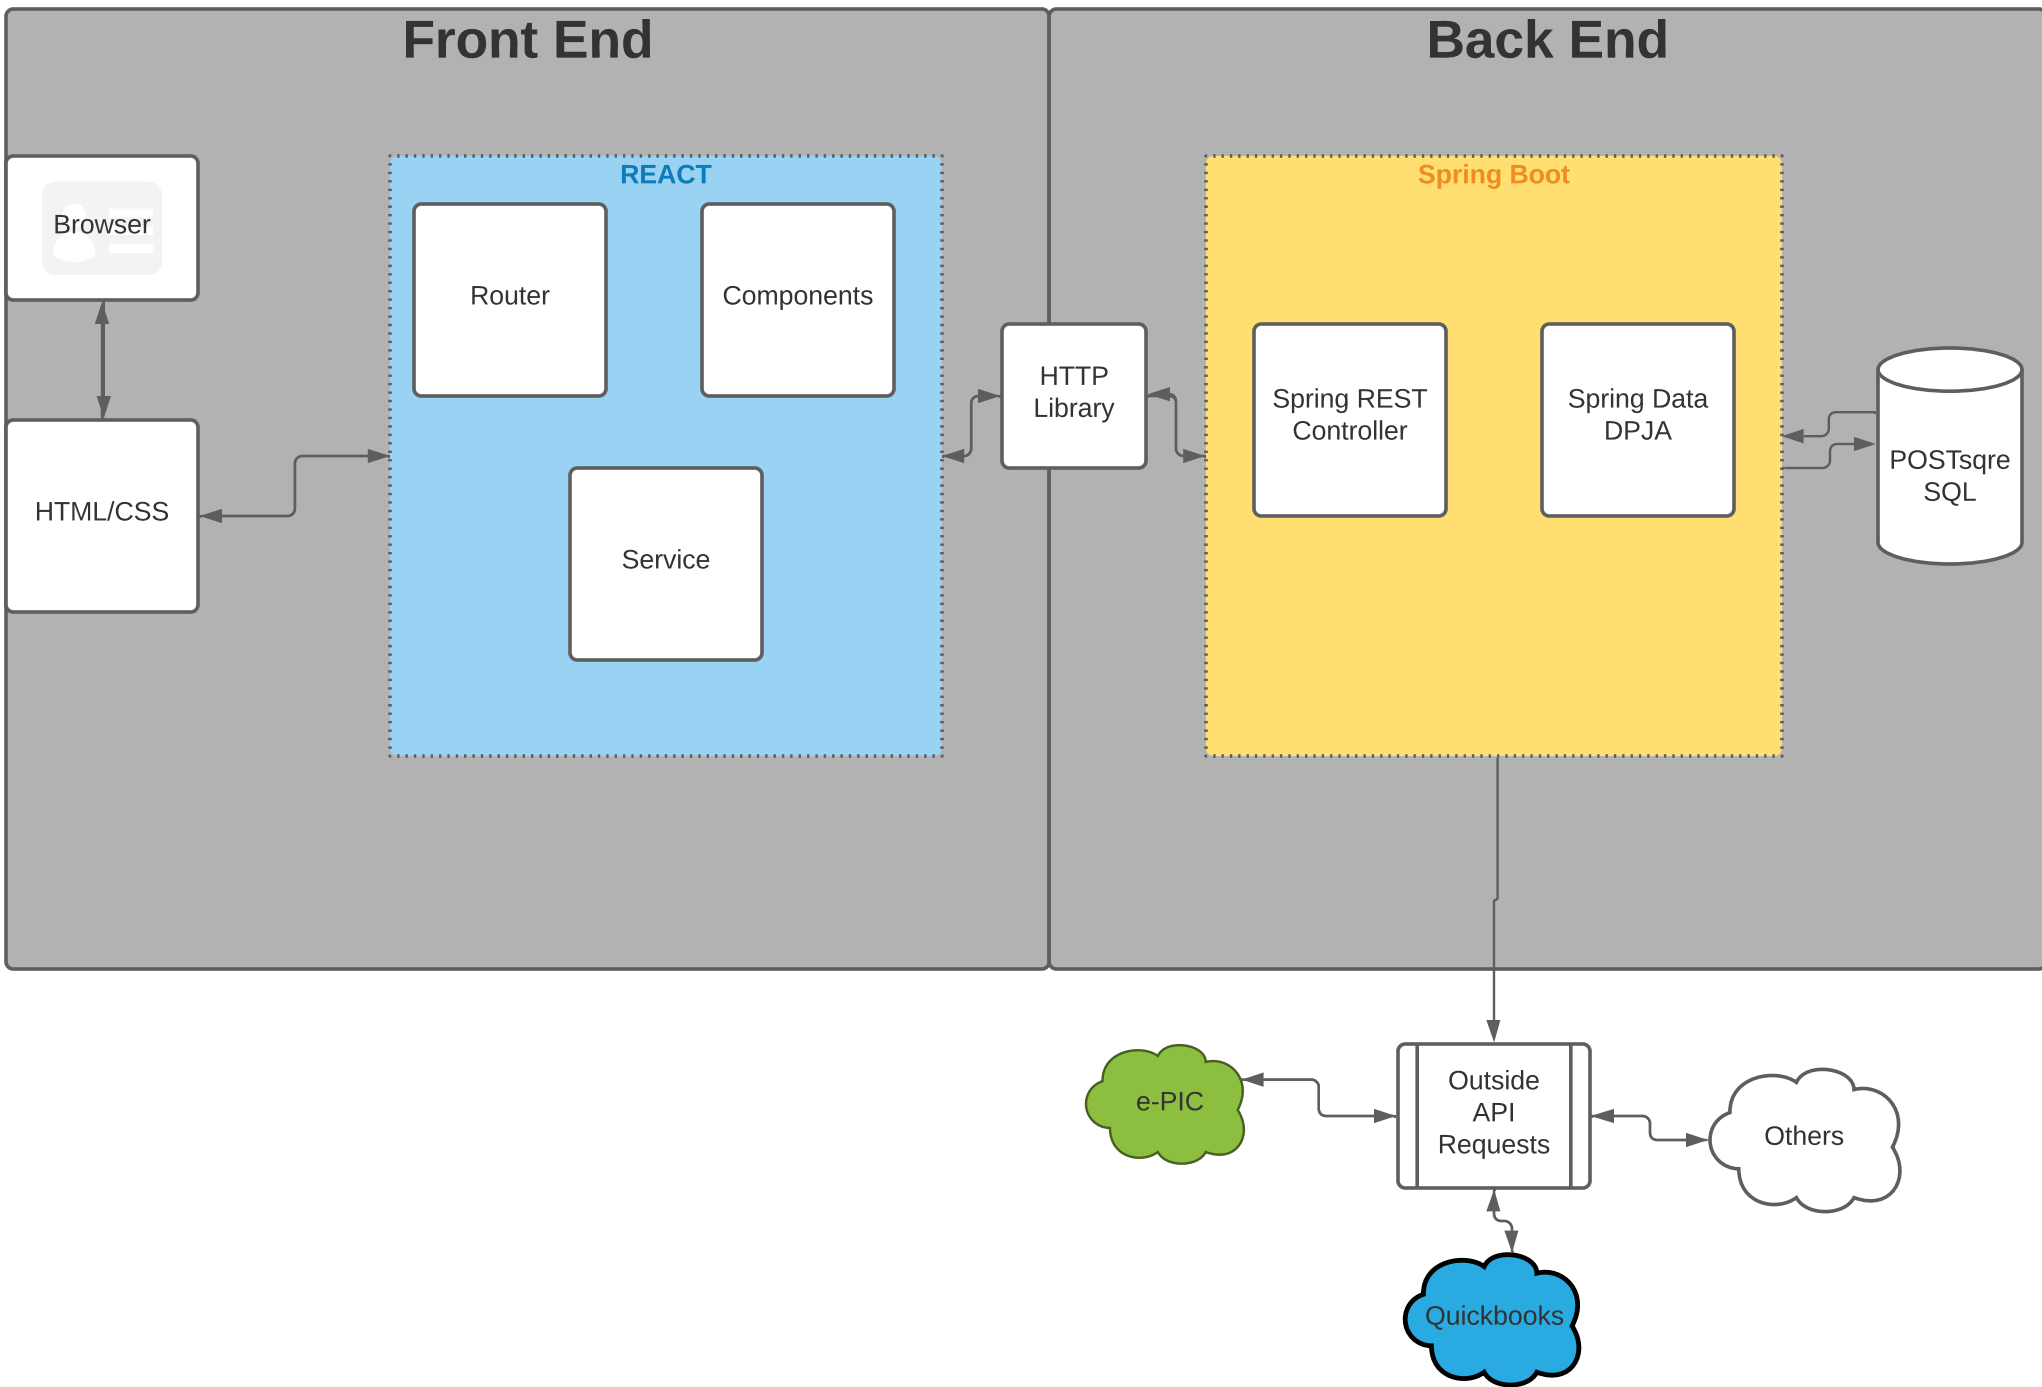 Front End
Back End
Browser
HTML/CSS
REACT
Router
Components
Service
HTTP
Library
Spring Boot
Spring REST
Controller
Spring Data
DPJA
POSTsqre
SQL
e-PIC
Outside
API
Requests
Others
Quickbooks